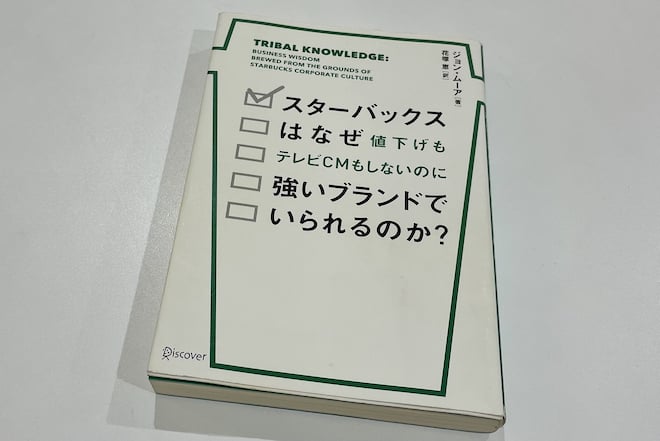 TRIBAL KNOWLEDGE:
BUSINESS WISDOM
BREWED FROM THE GROUNDS OF
STARBUCKS CORPORATE CULTURE
ジョン・ムーア[著]
花塚 恵[訳]
スターバックス
はなぜ値下げも
テレビCMもしないのに
強いブランドで
いられるのか?
Discover